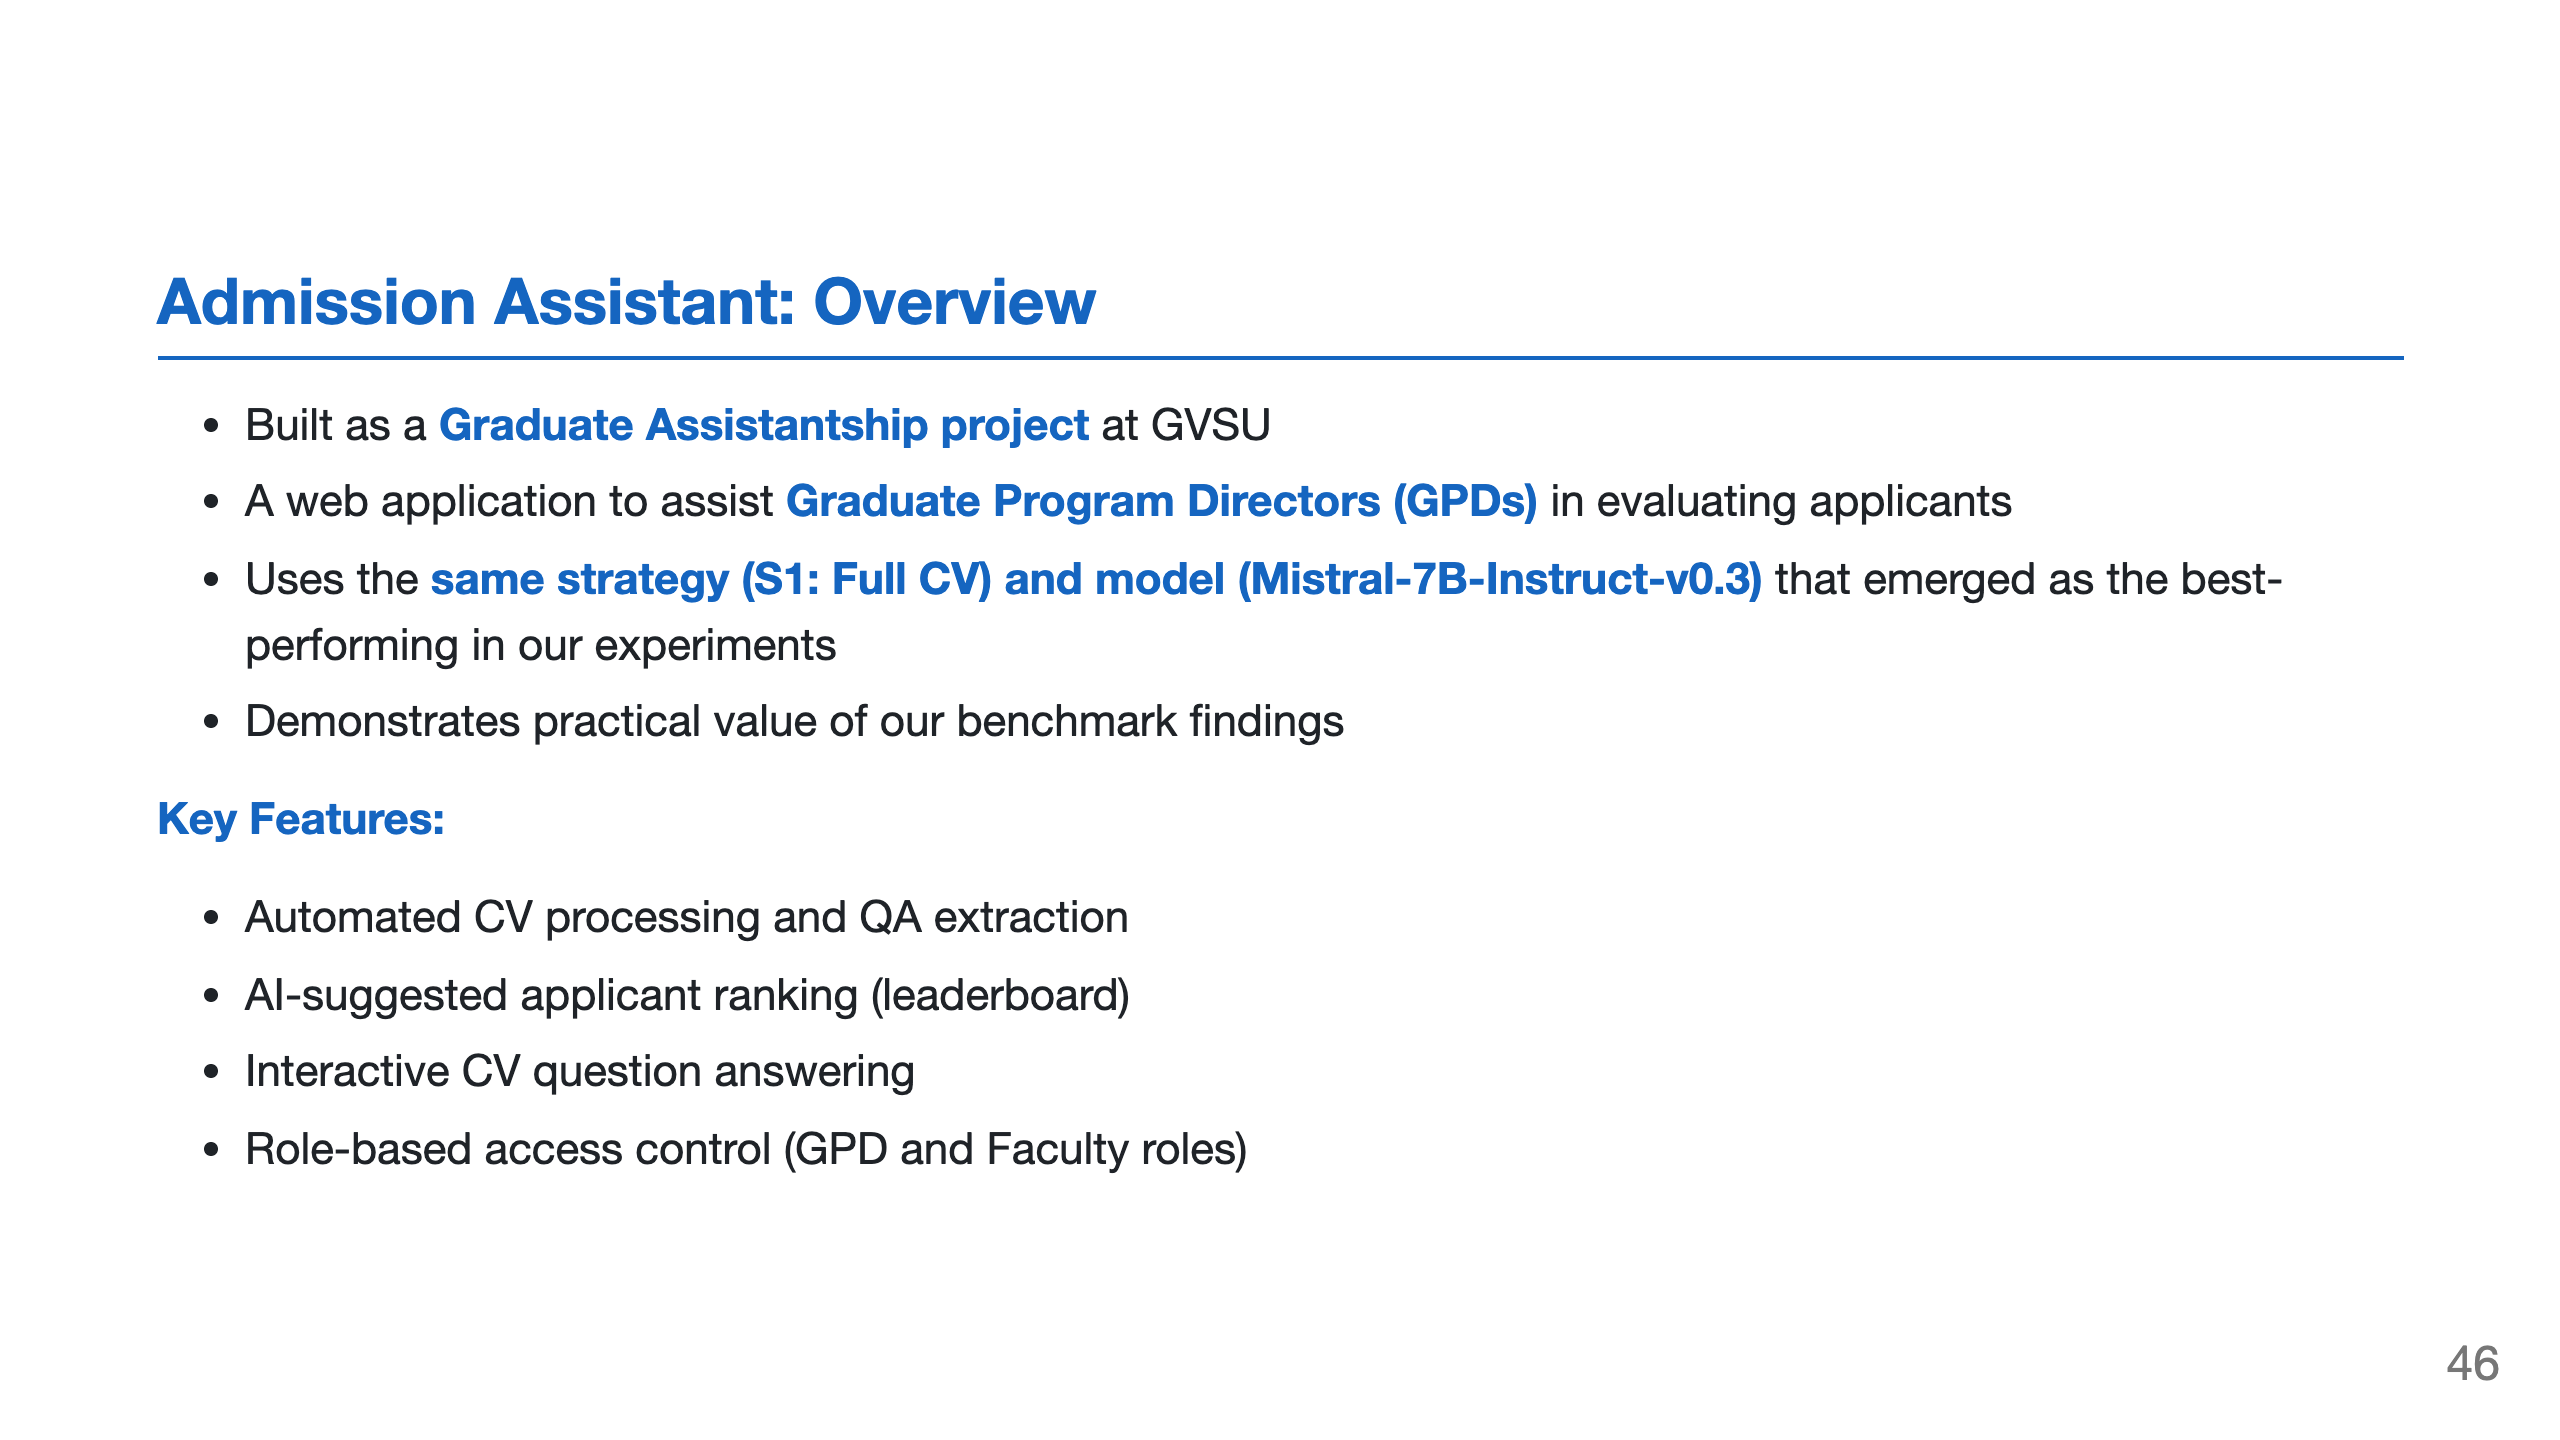 Admission Assistant: Overview
• Built as a Graduate Assistantship project at GVSU
• A web application to assist Graduate Program Directors (GPDs) in evaluating applicants
• Uses the same strategy (S1: Full CV) and model (Mistral-7B-Instruct-v0.3) that emerged as the best-
performing in our experiments
• Demonstrates practical value of our benchmark findings
Key Features:
• Automated CV processing and QA extraction
• AI-suggested applicant ranking (leaderboard)
• Interactive CV question answering
• Role-based access control (GPD and Faculty roles)
46